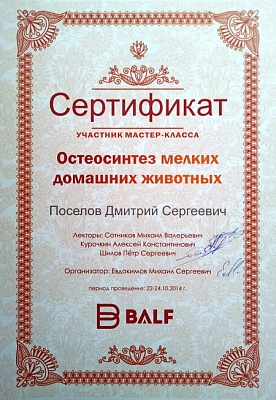 Сертификат
УЧАСТНИК МАСТЕР-КЛАССА
Остеосинтез мелких
домашних животных
Поселов Дмитрий Сергеевич
Лекторы: Сотников Михаил Валерьевич
Курочкин Алексей Константинович
Шилов Пётр Сергеевич
Организатор: Евдокимов Михаил Сергеевич
период проведения: 22-24.10.2014 г.
BALF